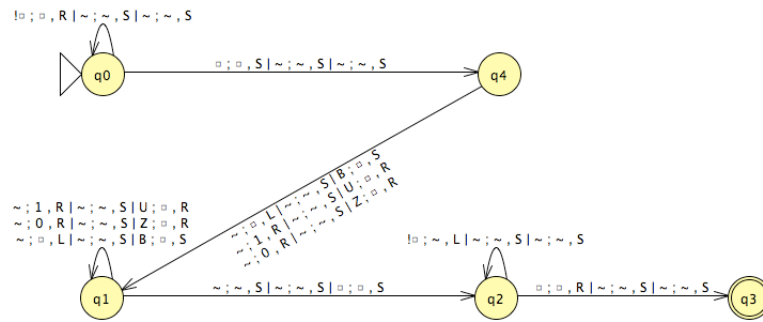 !□;□,R|~;~,S|~;~,S
q0
□;□,S|~;~,S|~;~,S
q4
~;□,L|~;~,S|B;□,S
~;1,R|~;~,S|U;□,R
~;0,R|~;~,S|Z;□,R
~;1,R|~;~,S|U;□,R
~;0,R|~;~,S|Z;□,R
~;□,L|~;~,S|B;□,S
q1
~;~,S|~;~,S|□;□,S
!□;~,L|~;~,S|~;~,S
q2
□;□,R|~;~,S|~;~,S
q3